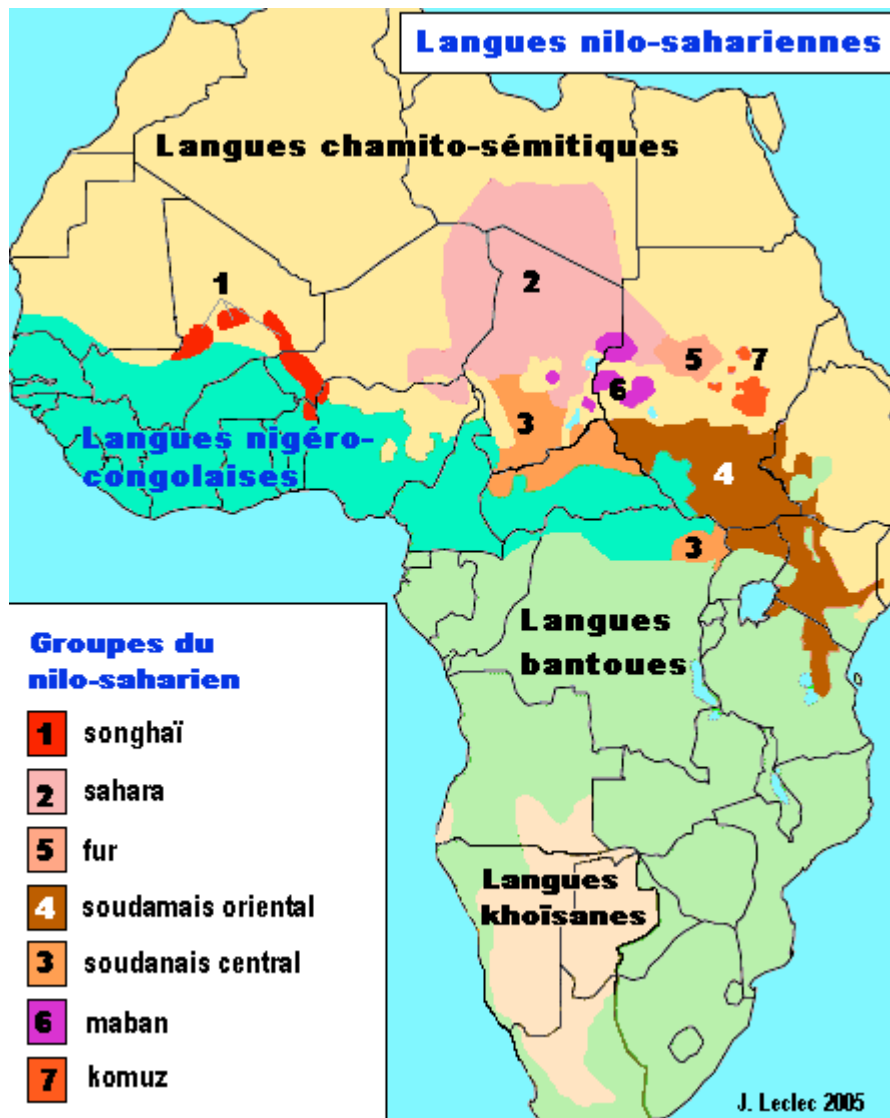 Langues nilo-sahariennes
Langues chamito-sémitiques
1
2
5
7
6
3
4
Langues nigéro-
congolaises
3
Langues
bantoues
Langues
khoïsanes
Groupes du
nilo-saharien
1 songhaï
2 sahara
5 fur
4 soudamais oriental
3 soudanais central
6 maban
7 komuz
J. Leclec 2005